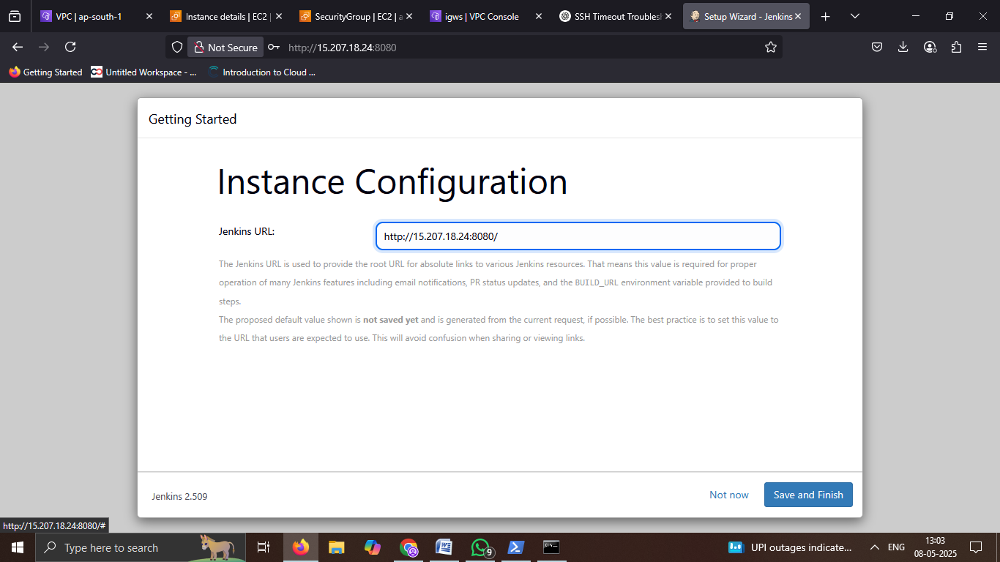 VPC | ap-south-1
Instance details | EC2 |
SecurityGroup | EC2 | a
igws | VPC Console
SSH Timeout Troublesh
Setup Wizard - Jenkins
Not Secure
http://15.207.18.24:8080
Getting Started
Untitled Workspace - ...
Introduction to Cloud ...
Getting Started
Instance Configuration
Jenkins URL:
http://15.207.18.24:8080/
The Jenkins URL is used to provide the root URL for absolute links to various Jenkins resources. That means this value is required for proper
operation of many Jenkins features including email notifications, PR status updates, and the BUILD_URL environment variable provided to build
steps.
The proposed default value shown is not saved yet and is generated from the current request, if possible. The best practice is to set this value to
the URL that users are expected to use. This will avoid confusion when sharing or viewing links.
Jenkins 2.509
Not now
Save and Finish
http://15.207.18.24:8080/#
Type here to search
9
UPI outages indicate...
ENG
13:03
08-05-2025